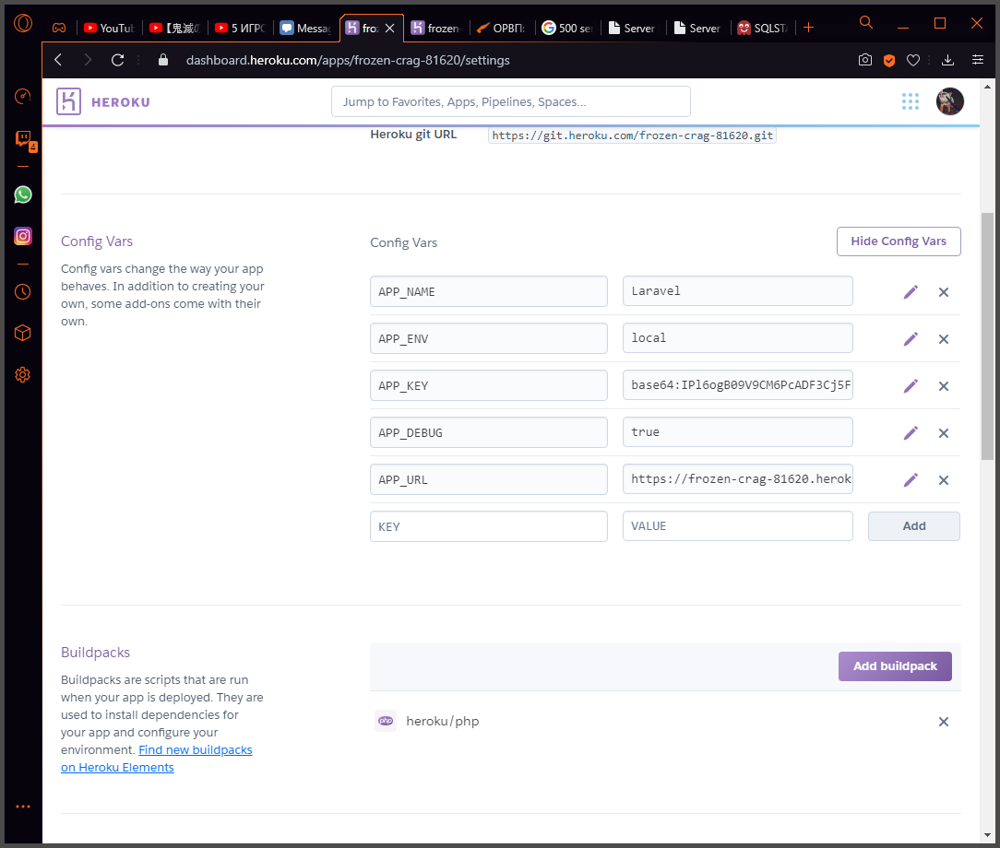 YouTu
【鬼滅の
5 ИГРО
Messag
fro
frozen-
ОРВП:
500 se
Server
Server
SQLSTA
dashboard.heroku.com/apps/frozen-crag-81620/settings
4
HEROKU
Jump to Favorites, Apps, Pipelines, Spaces...
Heroku git URL
https://git.heroku.com/frozen-crag-81620.git
Config Vars
Config vars change the way your app
behaves. In addition to creating your
own, some add-ons come with their
own.
Config Vars
Hide Config Vars
APP_NAME
Laravel
APP_ENV
local
APP_KEY
base64:IPl6ogB09V9CM6PcADF3Cj5F
APP_DEBUG
true
APP_URL
https://frozen-crag-81620.herok
KEY
VALUE
Add
Buildpacks
Buildpacks are scripts that are run
when your app is deployed. They are
used to install dependencies for
your app and configure your
environment. Find new buildpacks
on Heroku Elements
Add buildpack
php
heroku/php